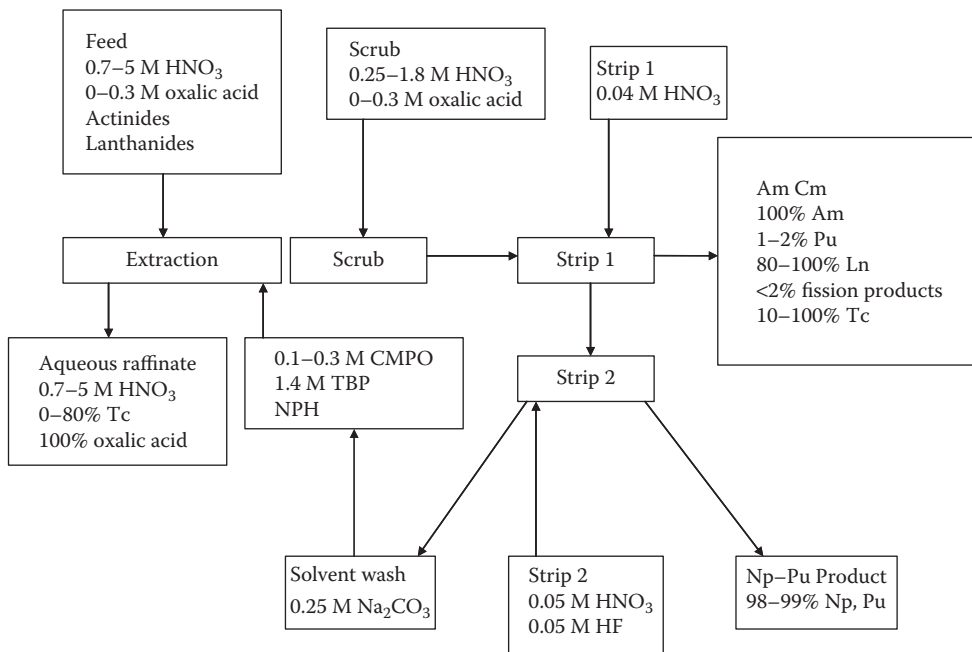 Feed
0.7–5 M HNO₃
0–0.3 M oxalic acid
Actinides
Lanthanides
Scrub
0.25–1.8 M HNO₃
0–0.3 M oxalic acid
Strip 1
0.04 M HNO₃
Am Cm
100% Am
1–2% Pu
80–100% Ln
<2% fission products
10–100% Tc
Extraction
Scrub
Strip 1
Aqueous raffinate
0.7–5 M HNO₃
0–80% Tc
100% oxalic acid
0.1–0.3 M CMPO
1.4 M TBP
NPH
Strip 2
Solvent wash
0.25 M Na₂CO₃
Strip 2
0.05 M HNO₃
0.05 M HF
Np–Pu Product
98–99% Np, Pu